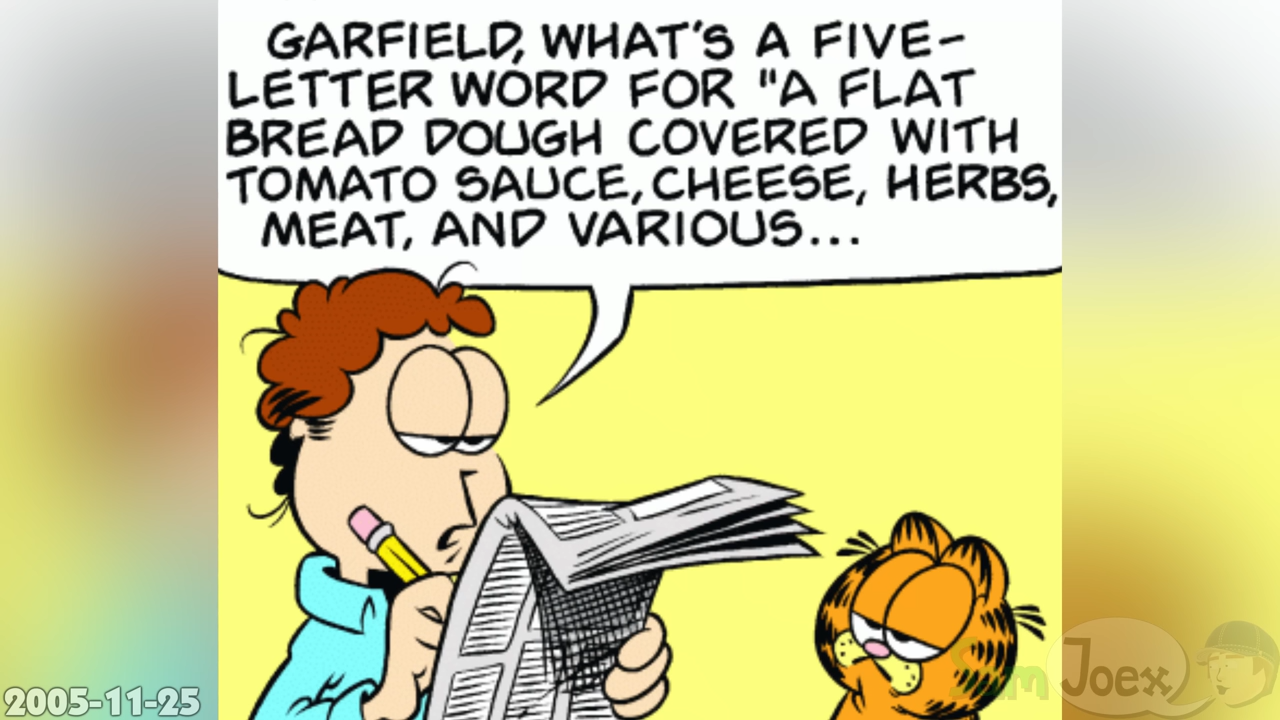 GARFIELD, WHAT'S A FIVE-
LETTER WORD FOR "A FLAT
BREAD DOUGH COVERED WITH
TOMATO SAUCE, CHEESE, HERBS,
MEAT, AND VARIOUS...
2005-11-25
Sam Joex